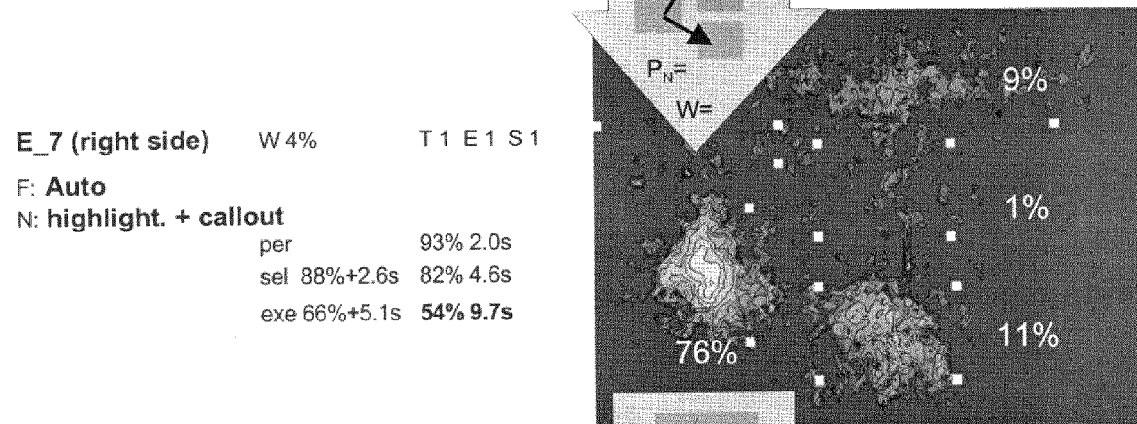 E_7 (right side) W 4% T 1 E 1 S 1
F: Auto
N: highlight. + callout
per 93% 2.0s
sel 88%+2.6s 82% 4.6s
exe 66%+5.1s 54% 9.7s
P_N=
W=
9%
1%
11%
76%